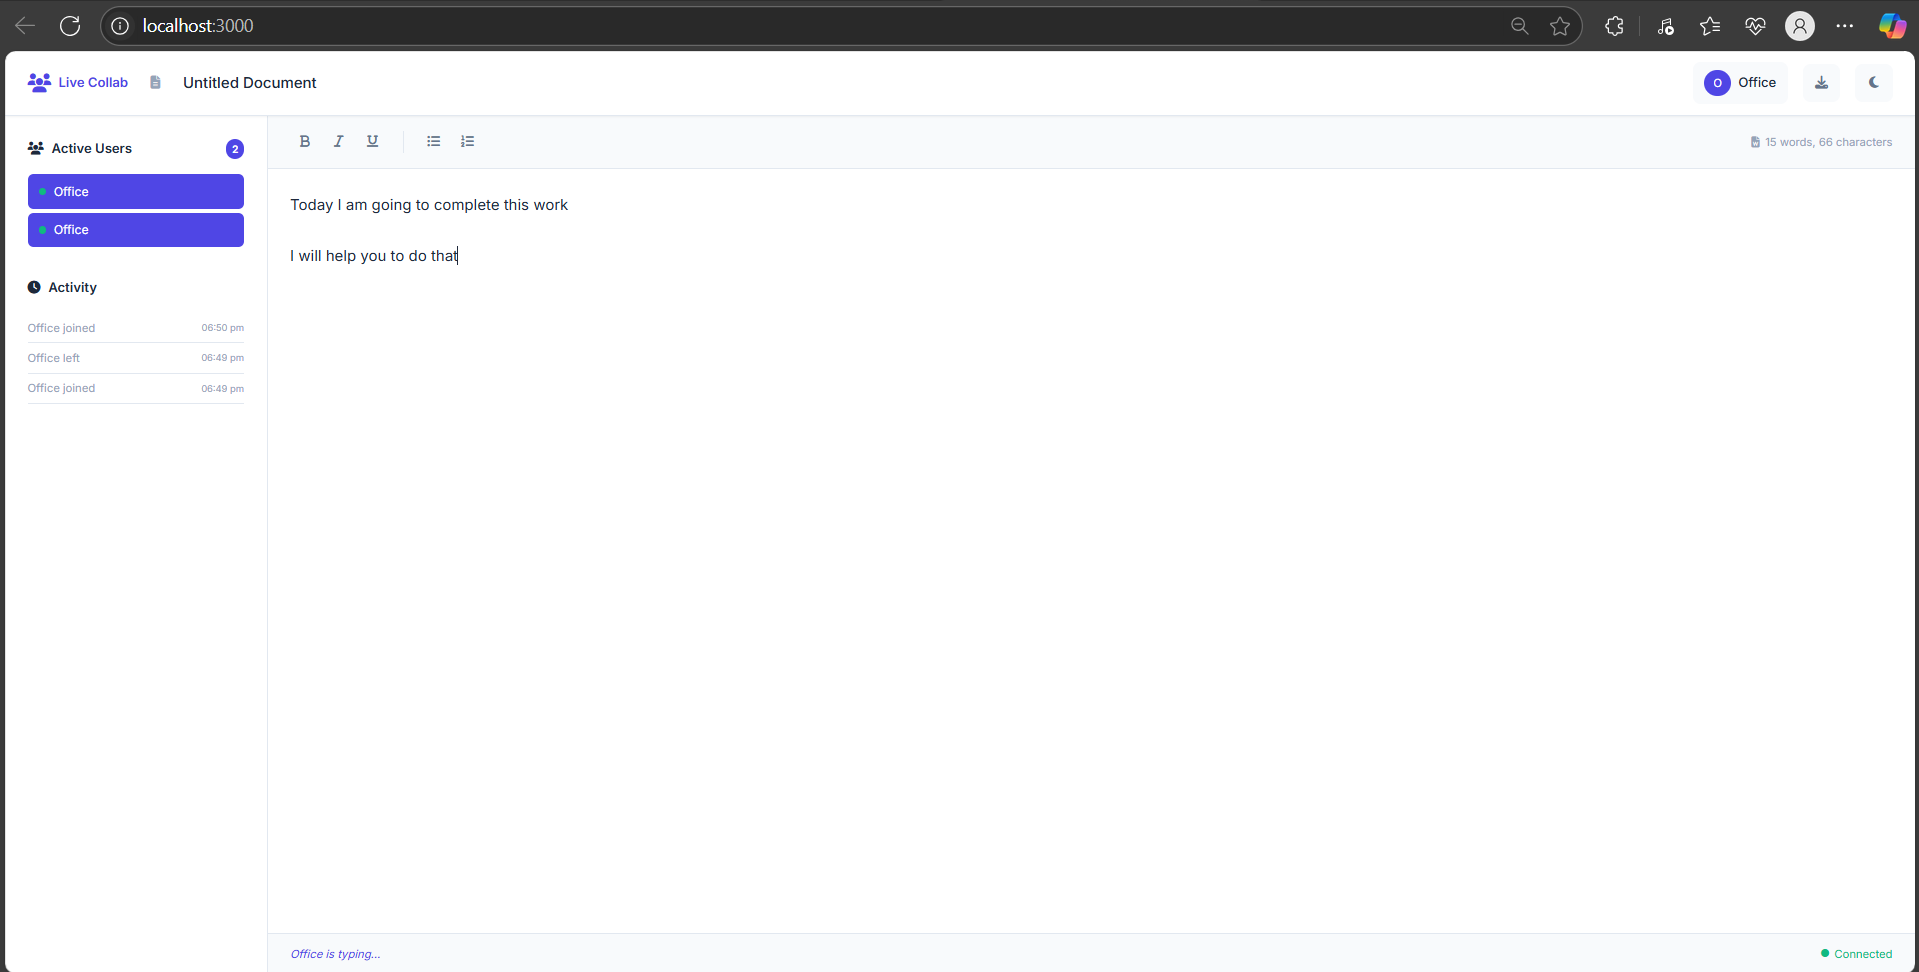 localhost:3000
Live Collab
Untitled Document
O Office
Active Users 2
Office
Office
Activity
Office joined 06:50 pm
Office left 06:49 pm
Office joined 06:49 pm
B I U
15 words, 66 characters
Today I am going to complete this work
I will help you to do that
Office is typing...
Connected